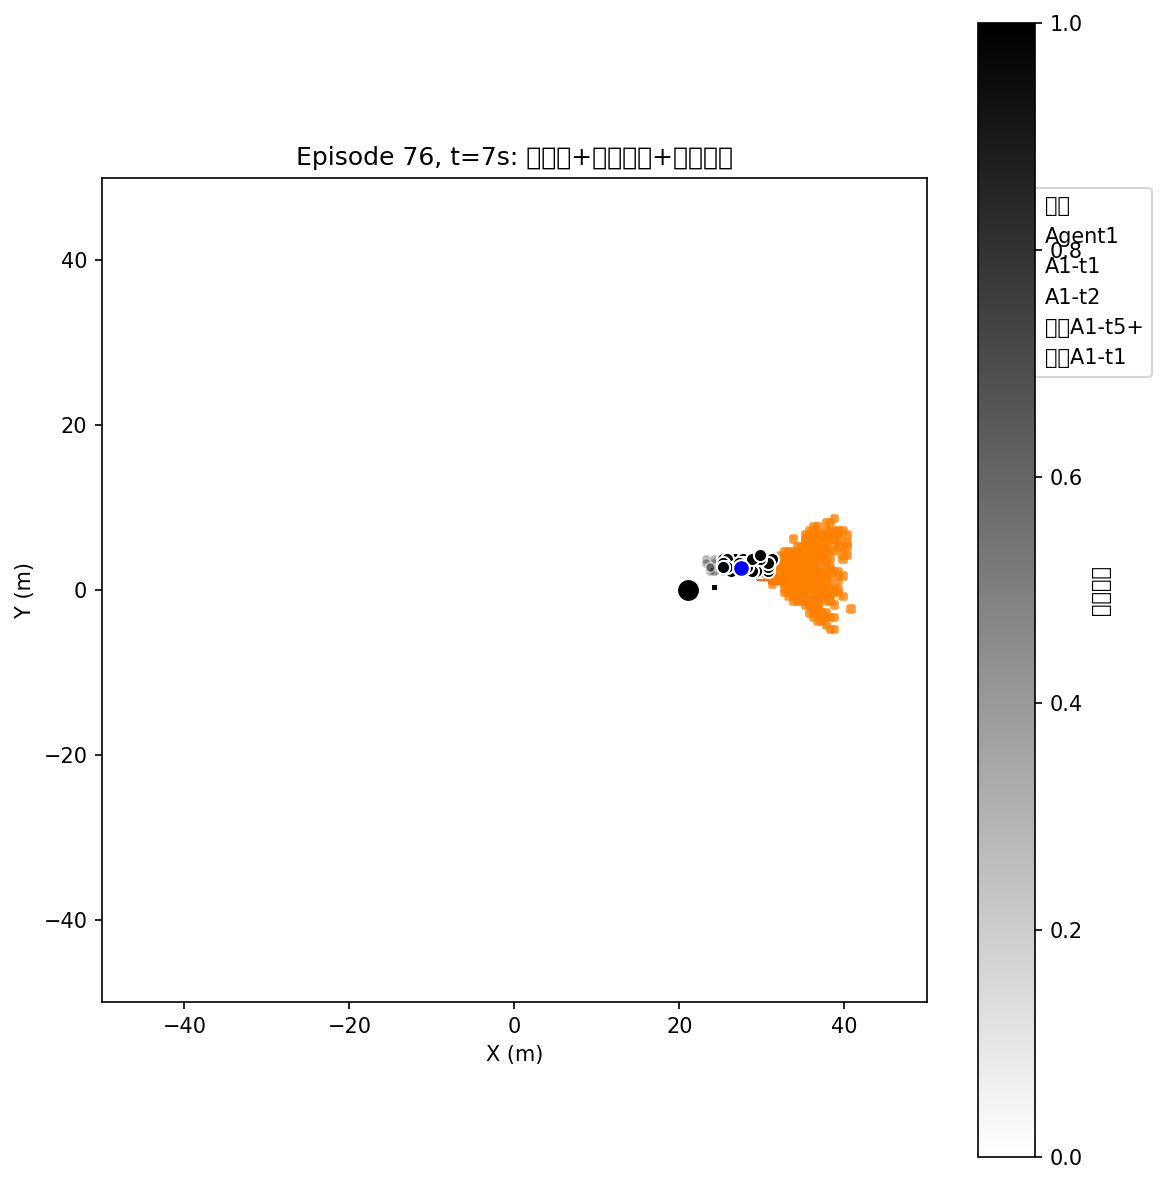 Episode 76, t=7s: □□□+□□□□+□□□□
40
20
0
−20
−40
Y (m)
−40
−20
0
20
40
X (m)
1.0
0.8
0.6
0.4
0.2
0.0
□□□□
□□
Agent1
A1-t1
A1-t2
□□A1-t5+
□□A1-t1